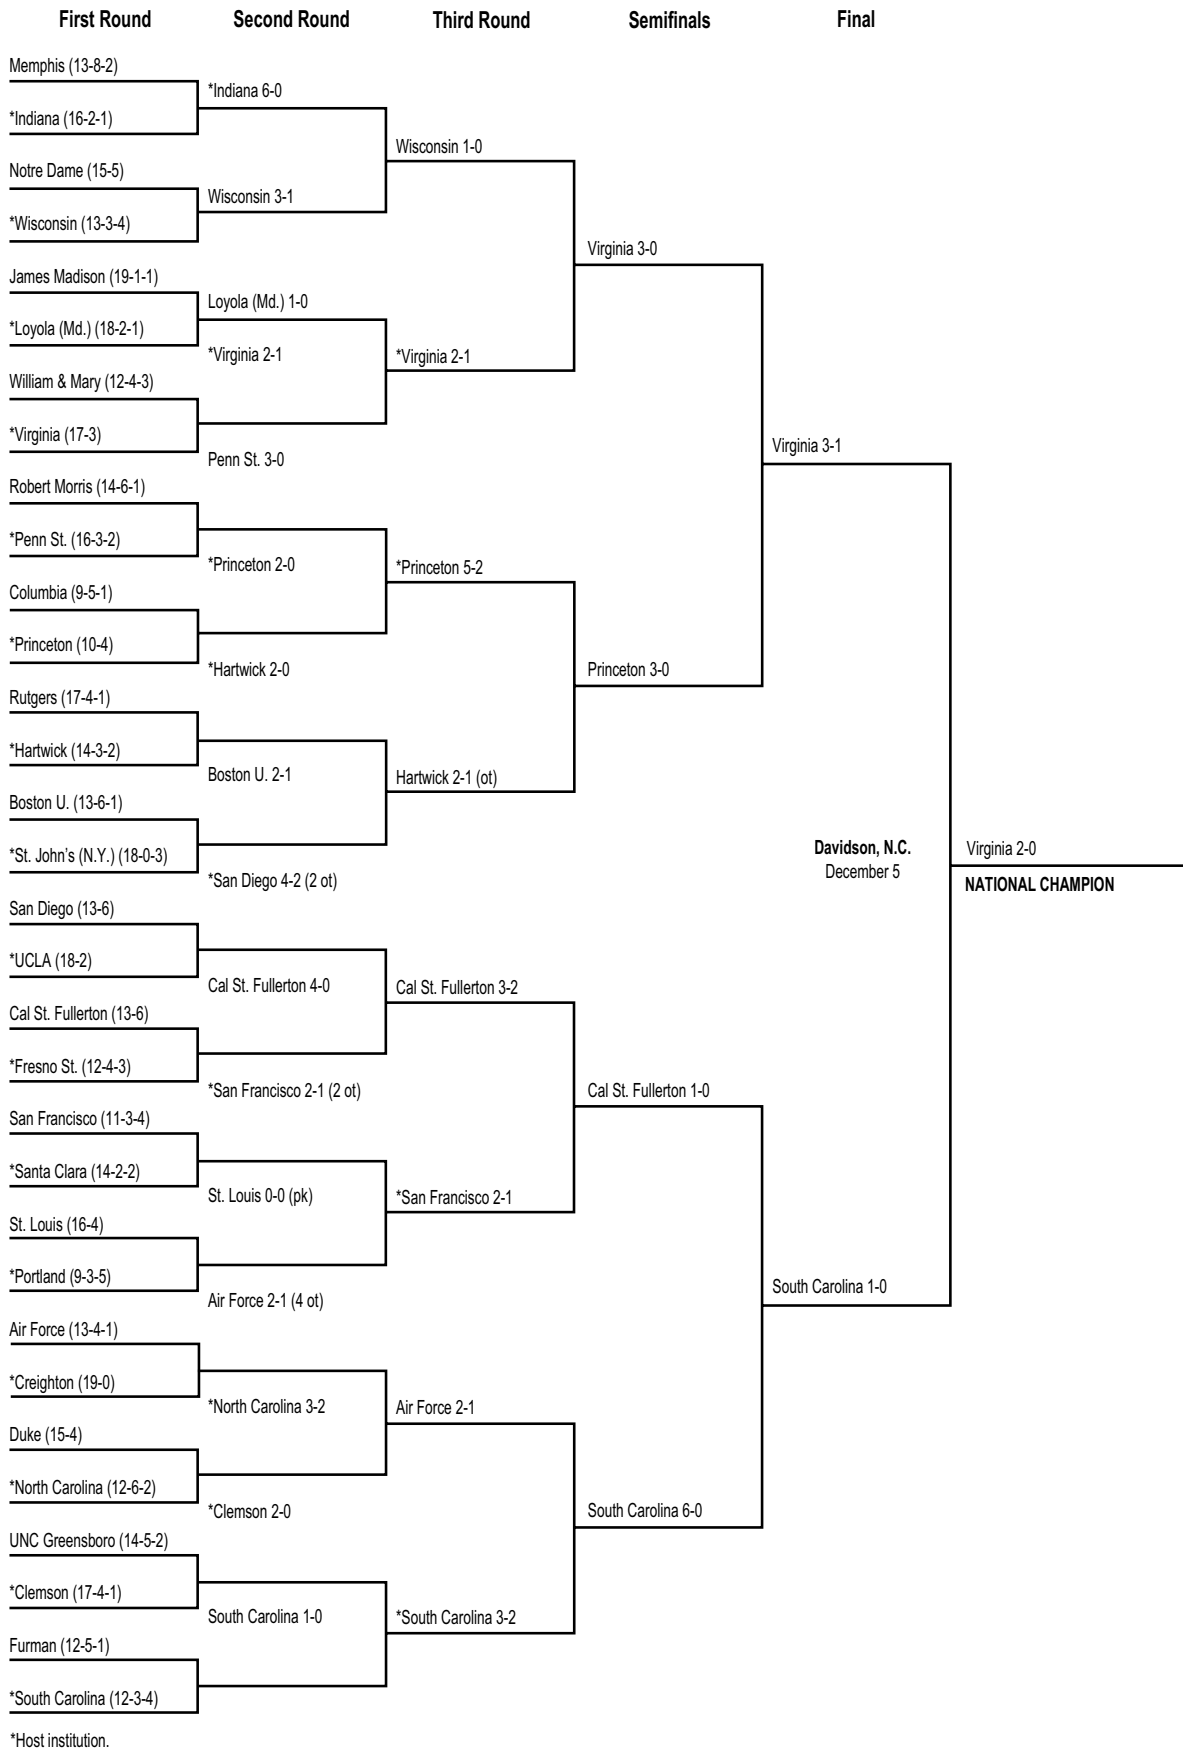 First Round
Second Round
Third Round
Semifinals
Final
Memphis (13-8-2)
*Indiana (16-2-1)
Notre Dame (15-5)
*Wisconsin (13-3-4)
James Madison (19-1-1)
*Loyola (Md.) (18-2-1)
William & Mary (12-4-3)
*Virginia (17-3)
Robert Morris (14-6-1)
*Penn St. (16-3-2)
Columbia (9-5-1)
*Princeton (10-4)
Rutgers (17-4-1)
*Hartwick (14-3-2)
Boston U. (13-6-1)
*St. John's (N.Y.) (18-0-3)
San Diego (13-6)
*UCLA (18-2)
Cal St. Fullerton (13-6)
*Fresno St. (12-4-3)
San Francisco (11-3-4)
*Santa Clara (14-2-2)
St. Louis (16-4)
*Portland (9-3-5)
Air Force (13-4-1)
*Creighton (19-0)
Duke (15-4)
*North Carolina (12-6-2)
UNC Greensboro (14-5-2)
*Clemson (17-4-1)
Furman (12-5-1)
*South Carolina (12-3-4)
*Indiana 6-0
Wisconsin 3-1
Loyola (Md.) 1-0
*Virginia 2-1
Penn St. 3-0
*Princeton 2-0
*Hartwick 2-0
Boston U. 2-1
*San Diego 4-2 (2 ot)
Cal St. Fullerton 4-0
*San Francisco 2-1 (2 ot)
St. Louis 0-0 (pk)
Air Force 2-1 (4 ot)
*North Carolina 3-2
*Clemson 2-0
South Carolina 1-0
Wisconsin 1-0
*Virginia 2-1
*Princeton 5-2
Hartwick 2-1 (ot)
Cal St. Fullerton 3-2
*San Francisco 2-1
Air Force 2-1
*South Carolina 3-2
Virginia 3-0
Princeton 3-0
Cal St. Fullerton 1-0
South Carolina 6-0
Virginia 3-1
South Carolina 1-0
Davidson, N.C.
December 5
Virginia 2-0
NATIONAL CHAMPION
*Host institution.